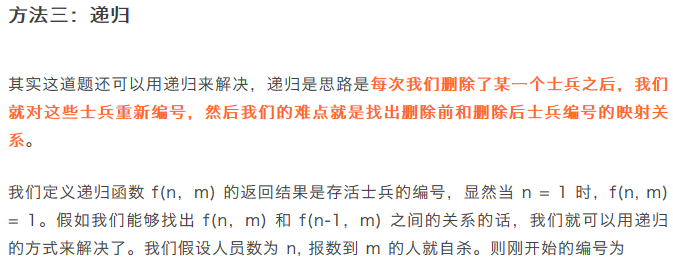 方法三：递归
其实这道题还可以用递归来解决，递归是思路是每次我们删除了某一个士兵之后，我们
就对这些士兵重新编号，然后我们的难点就是找出删除前和删除后士兵编号的映射关
系。
我们定义递归函数 f(n，m) 的返回结果是存活士兵的编号，显然当 n = 1 时，f(n, m)
= 1。假如我们能够找出 f(n，m) 和 f(n-1，m) 之间的关系的话，我们就可以用递归
的方式来解决了。我们假设人员数为 n, 报数到 m 的人就自杀。则刚开始的编号为